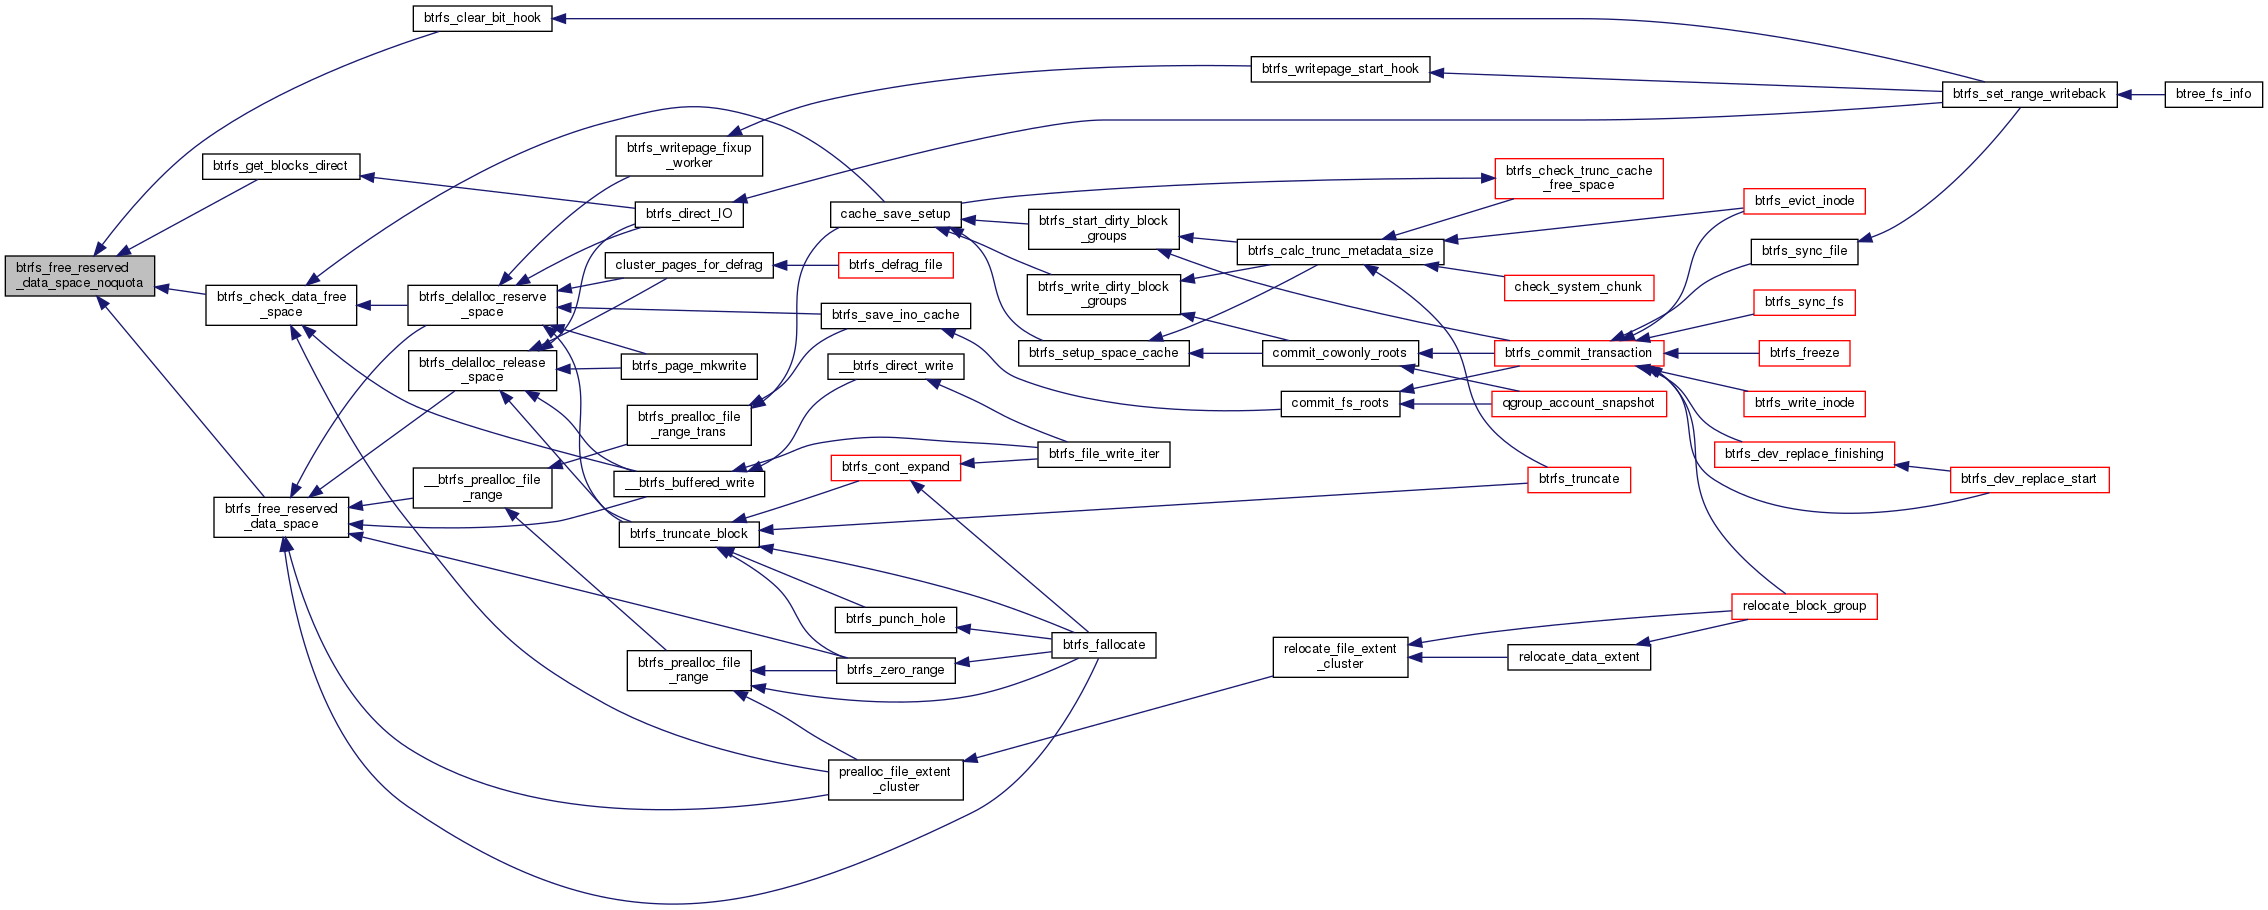 btrfs_clear_bit_hook
btrfs_writepage_start_hook
btrfs_set_range_writeback
btree_fs_info
btrfs_writepage_fixup
_worker
btrfs_get_blocks_direct
btrfs_check_trunc_cache
_free_space
btrfs_evict_inode
btrfs_direct_IO
cache_save_setup
btrfs_start_dirty_block
_groups
btrfs_calc_trunc_metadata_size
btrfs_sync_file
btrfs_free_reserved
_data_space_noquota
cluster_pages_for_defrag
btrfs_defrag_file
btrfs_check_data_free
_space
btrfs_delalloc_reserve
_space
btrfs_write_dirty_block
_groups
check_system_chunk
btrfs_sync_fs
btrfs_save_ino_cache
btrfs_delalloc_release
_space
btrfs_page_mkwrite
btrfs_setup_space_cache
commit_cowonly_roots
btrfs_commit_transaction
btrfs_freeze
__btrfs_direct_write
commit_fs_roots
qgroup_account_snapshot
btrfs_write_inode
btrfs_prealloc_file
_range_trans
btrfs_file_write_iter
btrfs_dev_replace_finishing
btrfs_cont_expand
__btrfs_prealloc_file
_range
__btrfs_buffered_write
btrfs_truncate
btrfs_dev_replace_start
btrfs_free_reserved
_data_space
btrfs_truncate_block
btrfs_punch_hole
relocate_block_group
btrfs_fallocate
btrfs_prealloc_file
_range
btrfs_zero_range
relocate_file_extent
_cluster
relocate_data_extent
prealloc_file_extent
_cluster